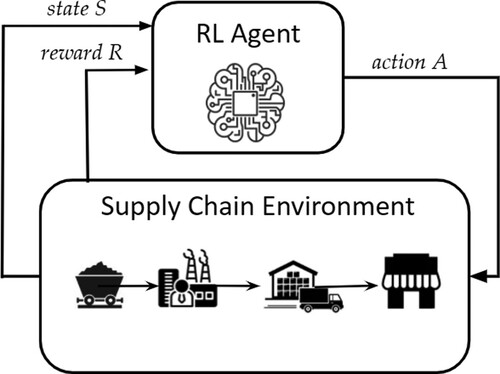 state S
RL Agent
reward R
action A
Supply Chain Environment